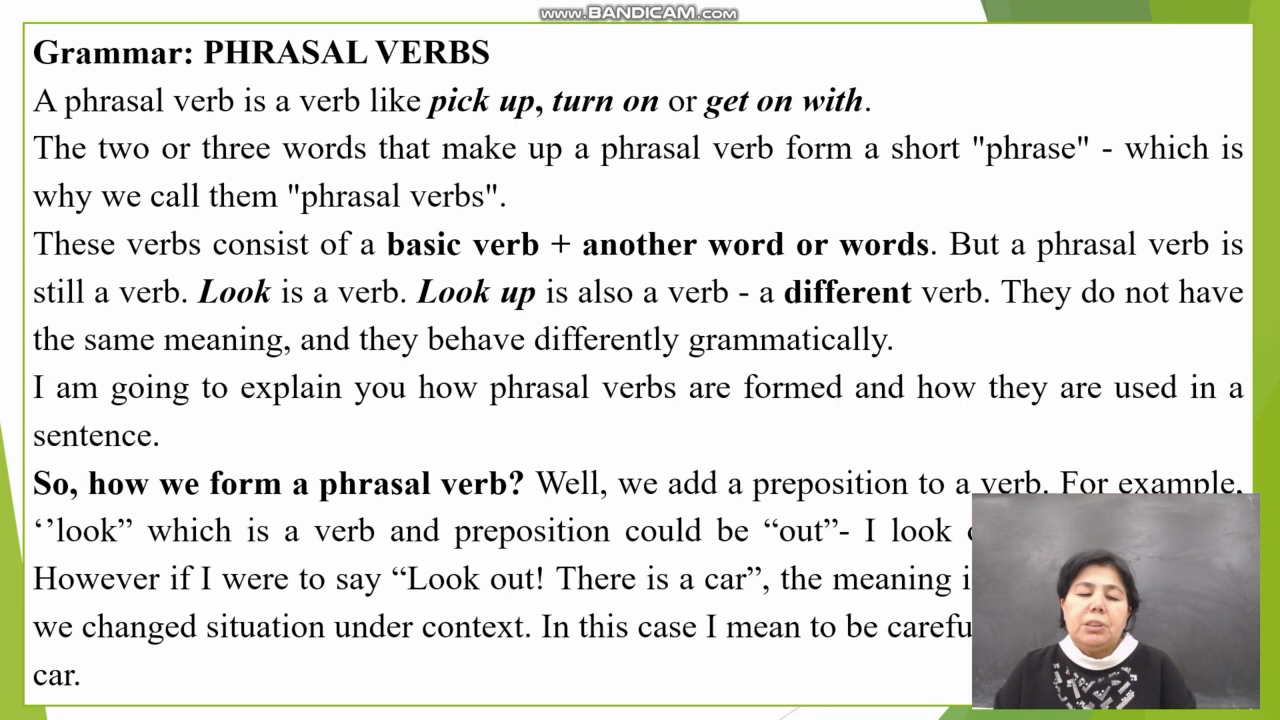 www.BANDICAM.com
Grammar: PHRASAL VERBS
A phrasal verb is a verb like pick up, turn on or get on with.
The two or three words that make up a phrasal verb form a short "phrase" - which is
why we call them "phrasal verbs".
These verbs consist of a basic verb + another word or words. But a phrasal verb is
still a verb. Look is a verb. Look up is also a verb - a different verb. They do not have
the same meaning, and they behave differently grammatically.
I am going to explain you how phrasal verbs are formed and how they are used in a
sentence.
So, how we form a phrasal verb? Well, we add a preposition to a verb. For example,
‘’look” which is a verb and preposition could be “out”- I look
However if I were to say “Look out! There is a car”, the meaning
we changed situation under context. In this case I mean to be
car.